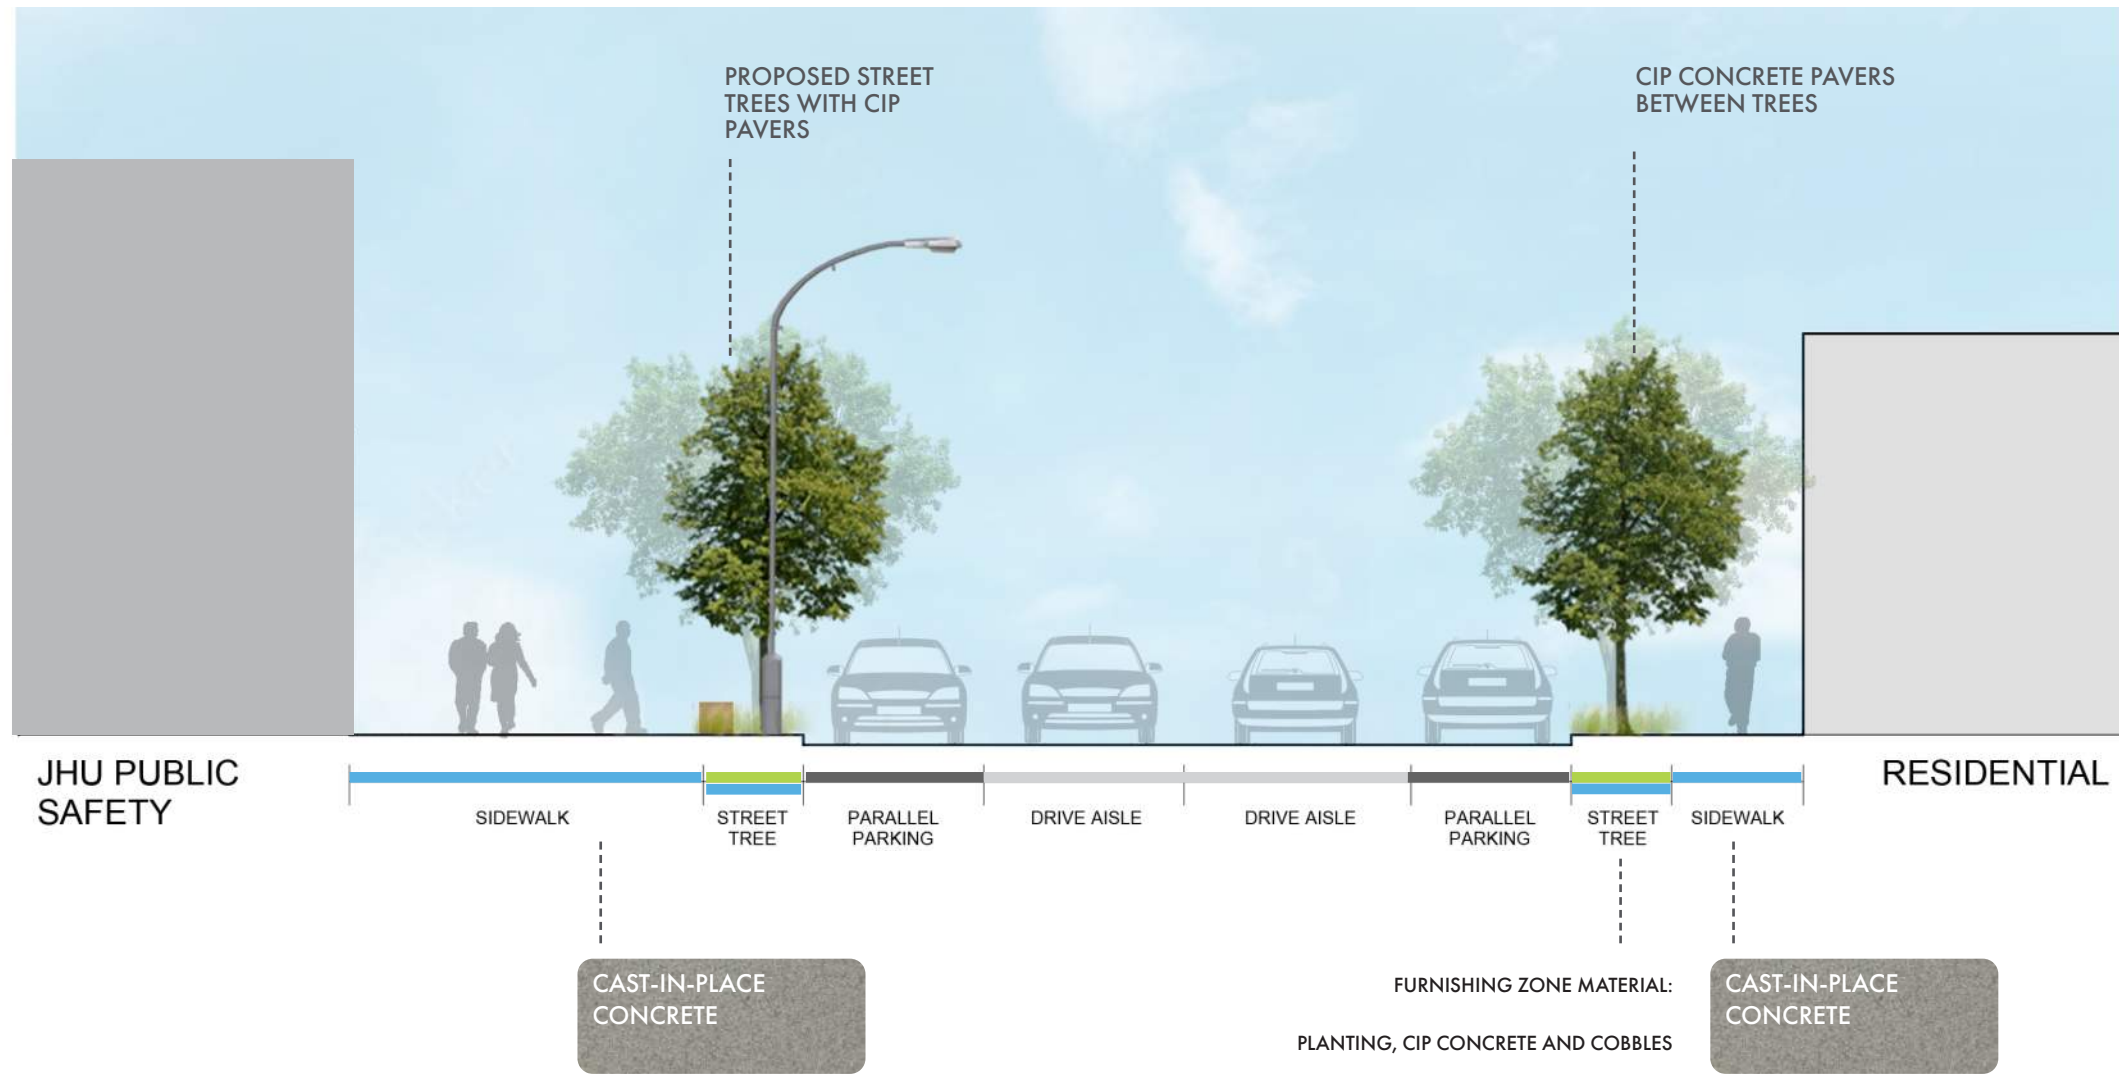 PROPOSED STREET
TREES WITH CIP
PAVERS
CIP CONCRETE PAVERS
BETWEEN TREES
JHU PUBLIC
SAFETY
SIDEWALK
STREET
TREE
PARALLEL
PARKING
DRIVE AISLE
DRIVE AISLE
PARALLEL
PARKING
STREET
TREE
SIDEWALK
RESIDENTIAL
CAST-IN-PLACE
CONCRETE
FURNISHING ZONE MATERIAL:
PLANTING, CIP CONCRETE AND COBBLES
CAST-IN-PLACE
CONCRETE